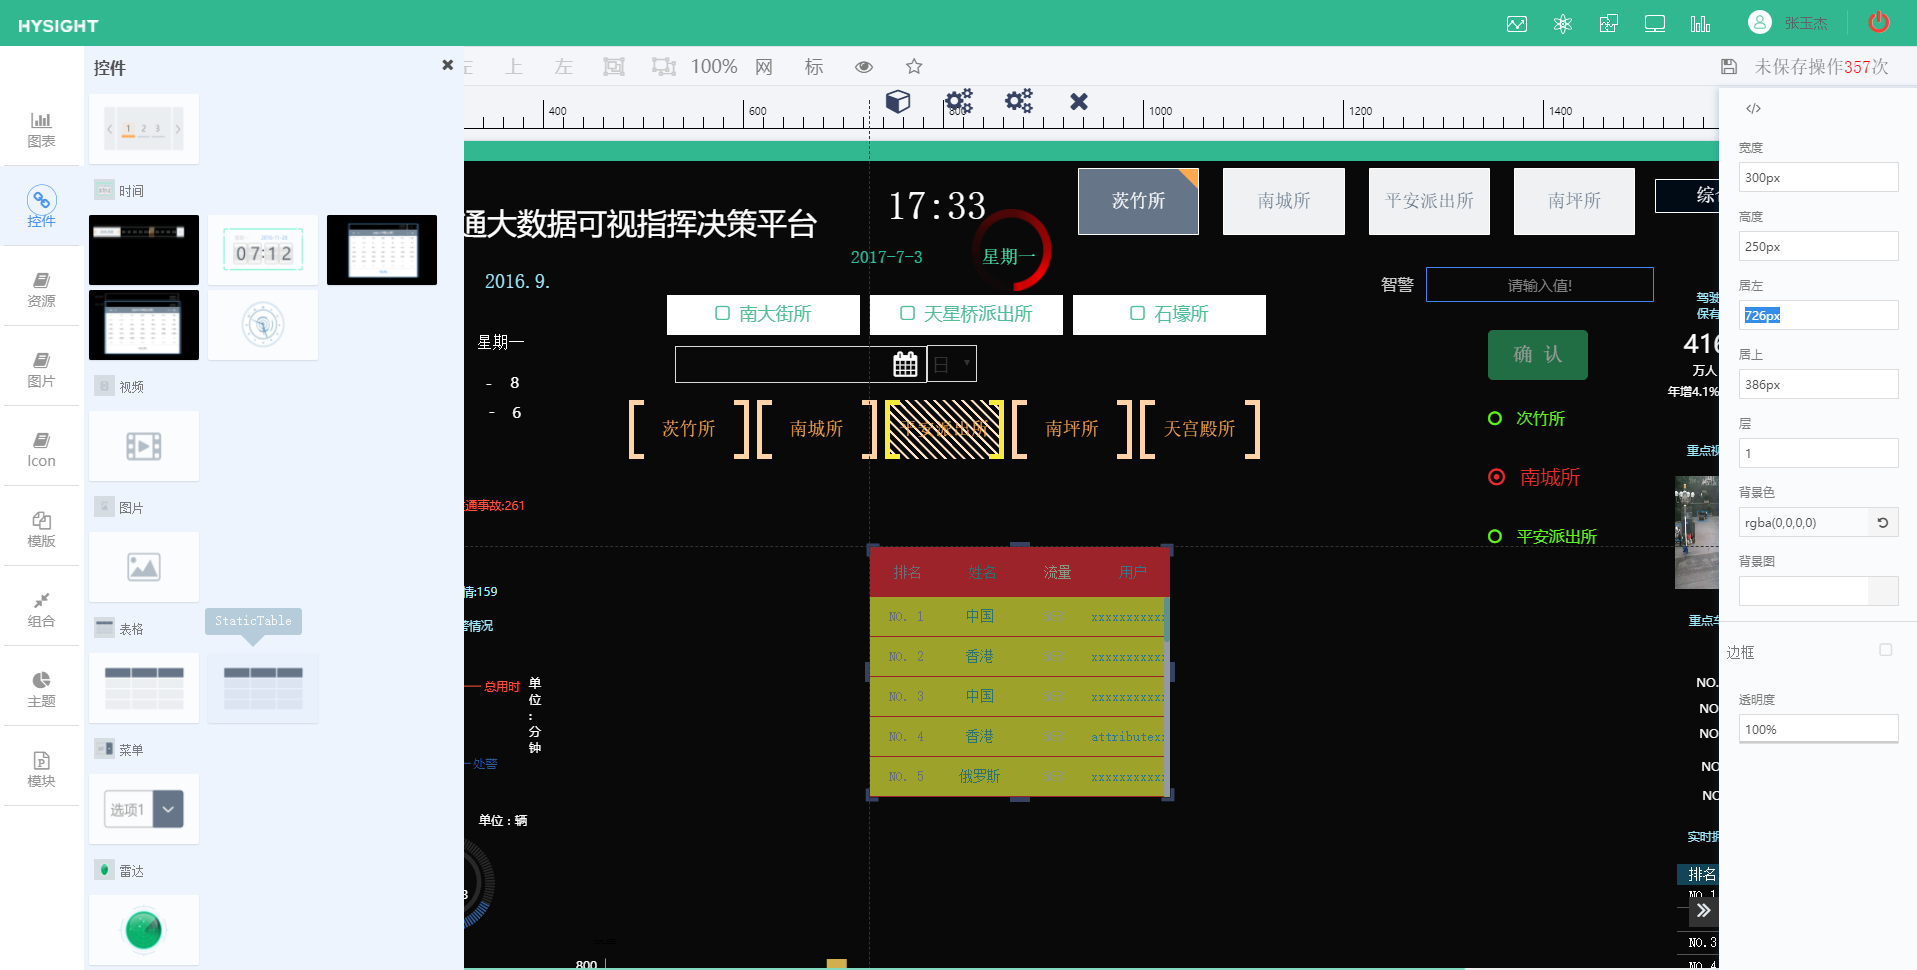 HYSIGHT
张玉杰
控件
左
上
左
100%
网
标
未保存操作357次
图表
控件
资源
图片
Icon
模版
组合
主题
模块
1 2 3
时间
07:12
视频
图片
表格
StaticTable
菜单
选项1
雷达
400
600
800
1000
1200
1400
通大数据可视指挥决策平台
17:33
2017-7-3
星期一
茨竹所
南城所
平安派出所
南坪所
综
2016.9.
智警
请输入值!
南大街所
天星桥派出所
石壕所
星期一
日
确 认
- 8
- 6
茨竹所
南城所
平安派出所
南坪所
天宫殿所
次竹所
南城所
平安派出所
驾驶
保有
416
万人
年增4.1%
重点视
通事故:261
情:159
警情况
总用时
单位:分钟
处警
单位:辆
排名
姓名
流量
用户
NO. 1
中国
xxxxxxxxxxx
NO. 2
香港
xxxxxxxxxxx
NO. 3
中国
xxxxxxxxxxx
NO. 4
香港
attributex
NO. 5
俄罗斯
xxxxxxxxxxx
3
800
重点车
NO.
NO
NO
NO
NO
实时拥
排名
NO.1
NO.3
NO.4
宽度
300px
高度
250px
居左
726px
居上
386px
层
1
背景色
rgba(0,0,0,0)
背景图
边框
透明度
100%